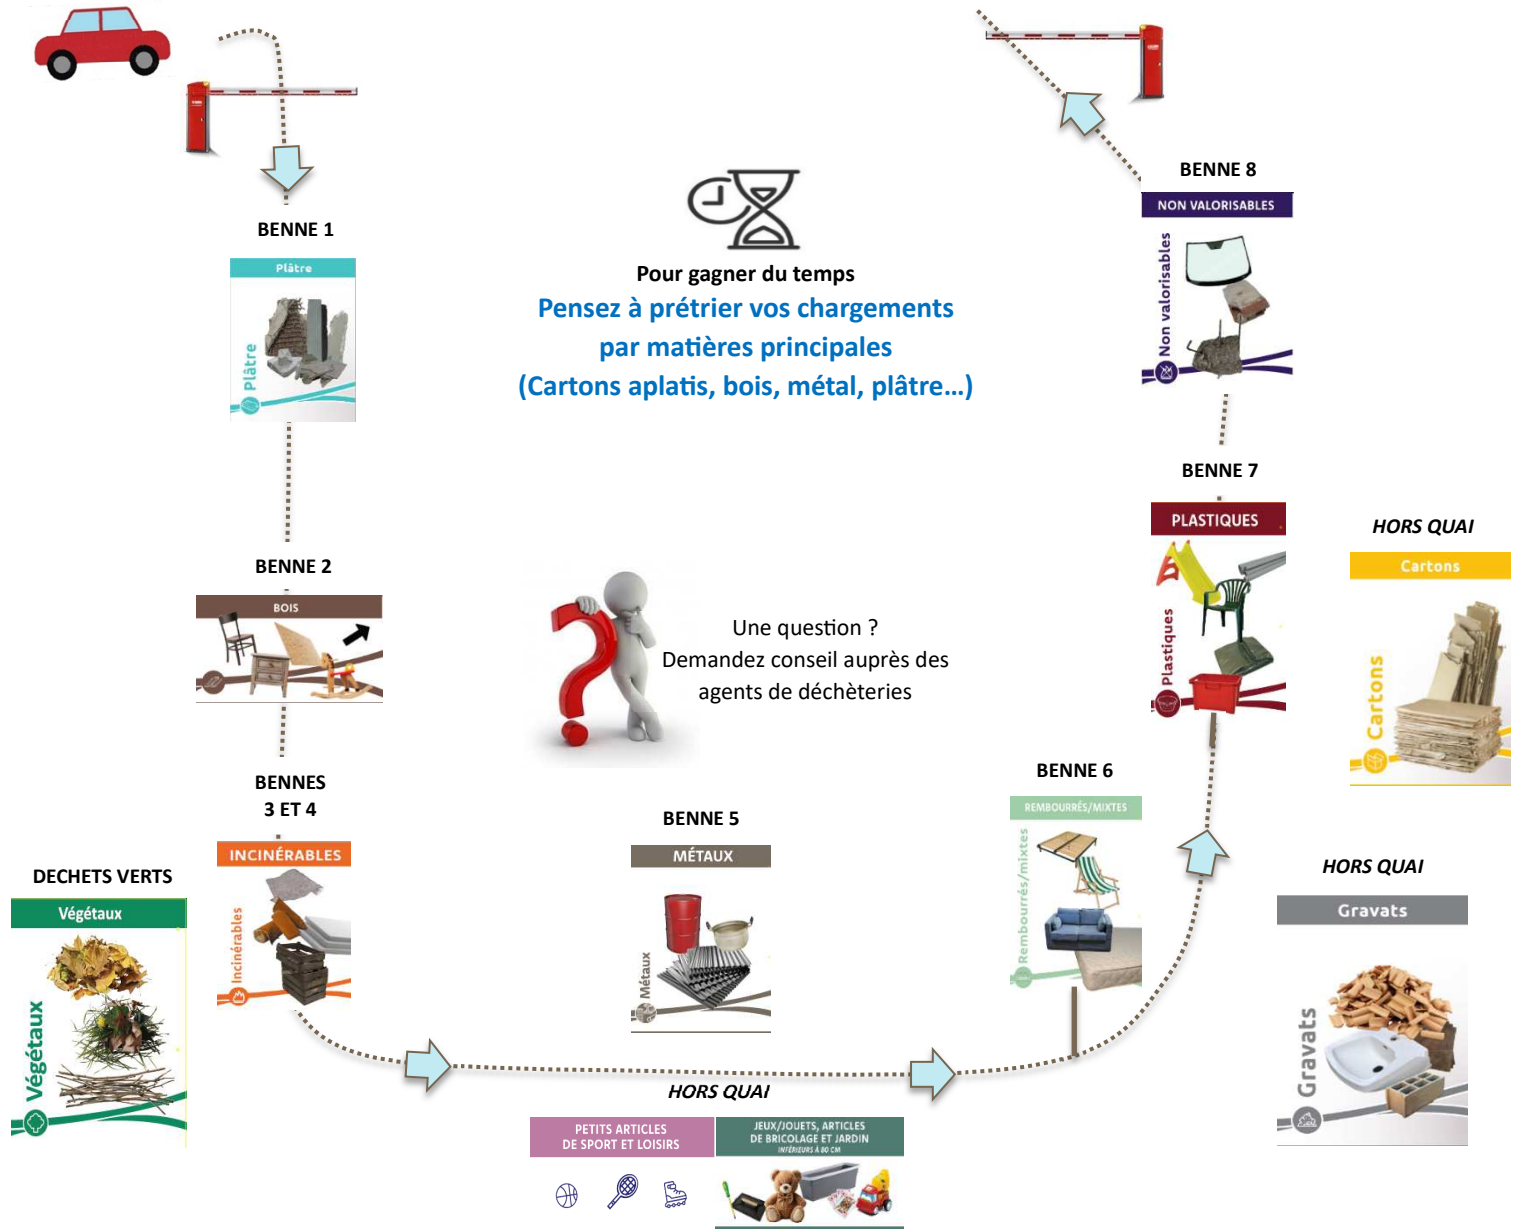 BENNE 1
Plâtre
Plâtre
BENNE 2
BOIS
BENNES
3 ET 4
INCINÉRABLES
Incinérables
DECHETS VERTS
Végétaux
Végétaux
Pour gagner du temps
Pensez à prétrier vos chargements
par matières principales
(Cartons aplatis, bois, métal, plâtre...)
Une question ?
Demandez conseil auprès des
agents de déchèteries
BENNE 5
MÉTAUX
Métaux
HORS QUAI
PETITS ARTICLES
DE SPORT ET LOISIRS
JEUX/JOUETS, ARTICLES
DE BRICOLAGE ET JARDIN
INFÉRIEURS À 80 CM
BENNE 6
REMBOURRÉS/MIXTES
Rembourrés/mixtes
BENNE 7
PLASTIQUES
Plastiques
BENNE 8
NON VALORISABLES
Non valorisables
HORS QUAI
Cartons
Cartons
HORS QUAI
Gravats
Gravats